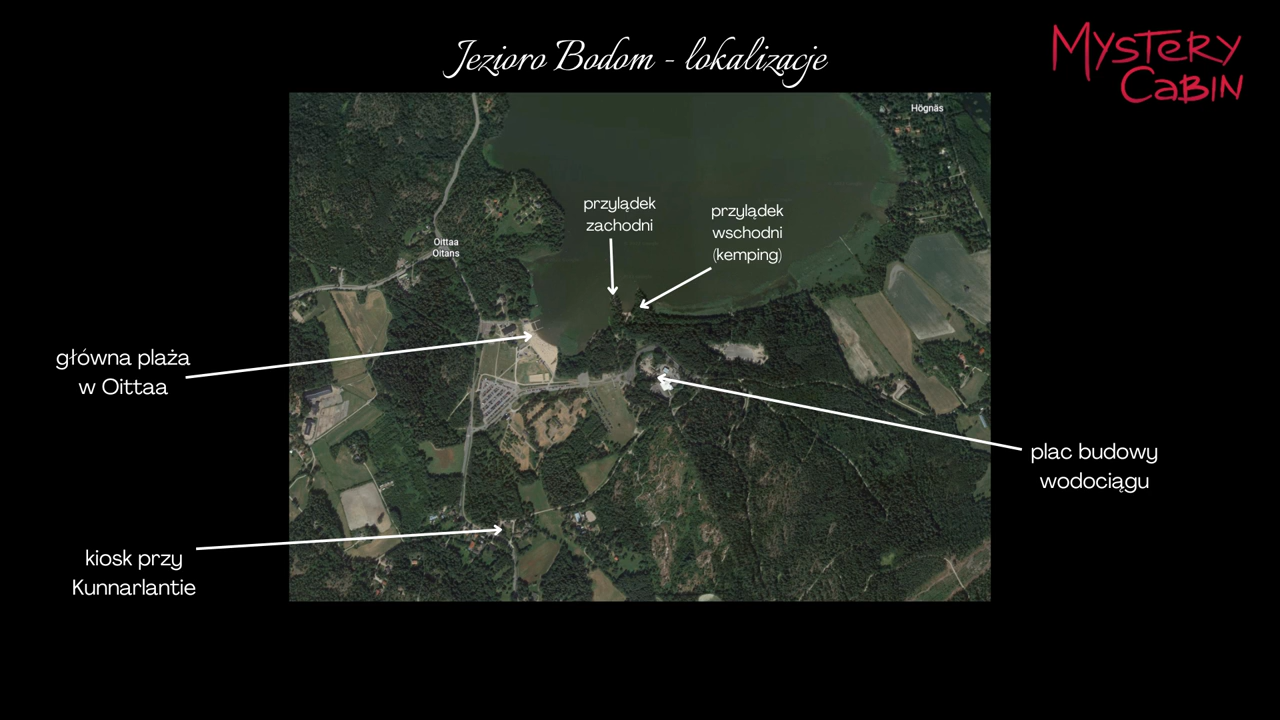 Jezioro Bodom - lokalizacje
MYSTERY
CABIN
Högnäs
przylądek
zachodni
przylądek
wschodni
(kemping)
Oittaa
Oitans
główna plaża
w Oittaa
plac budowy
wodociągu
kiosk przy
Kunnarlantie